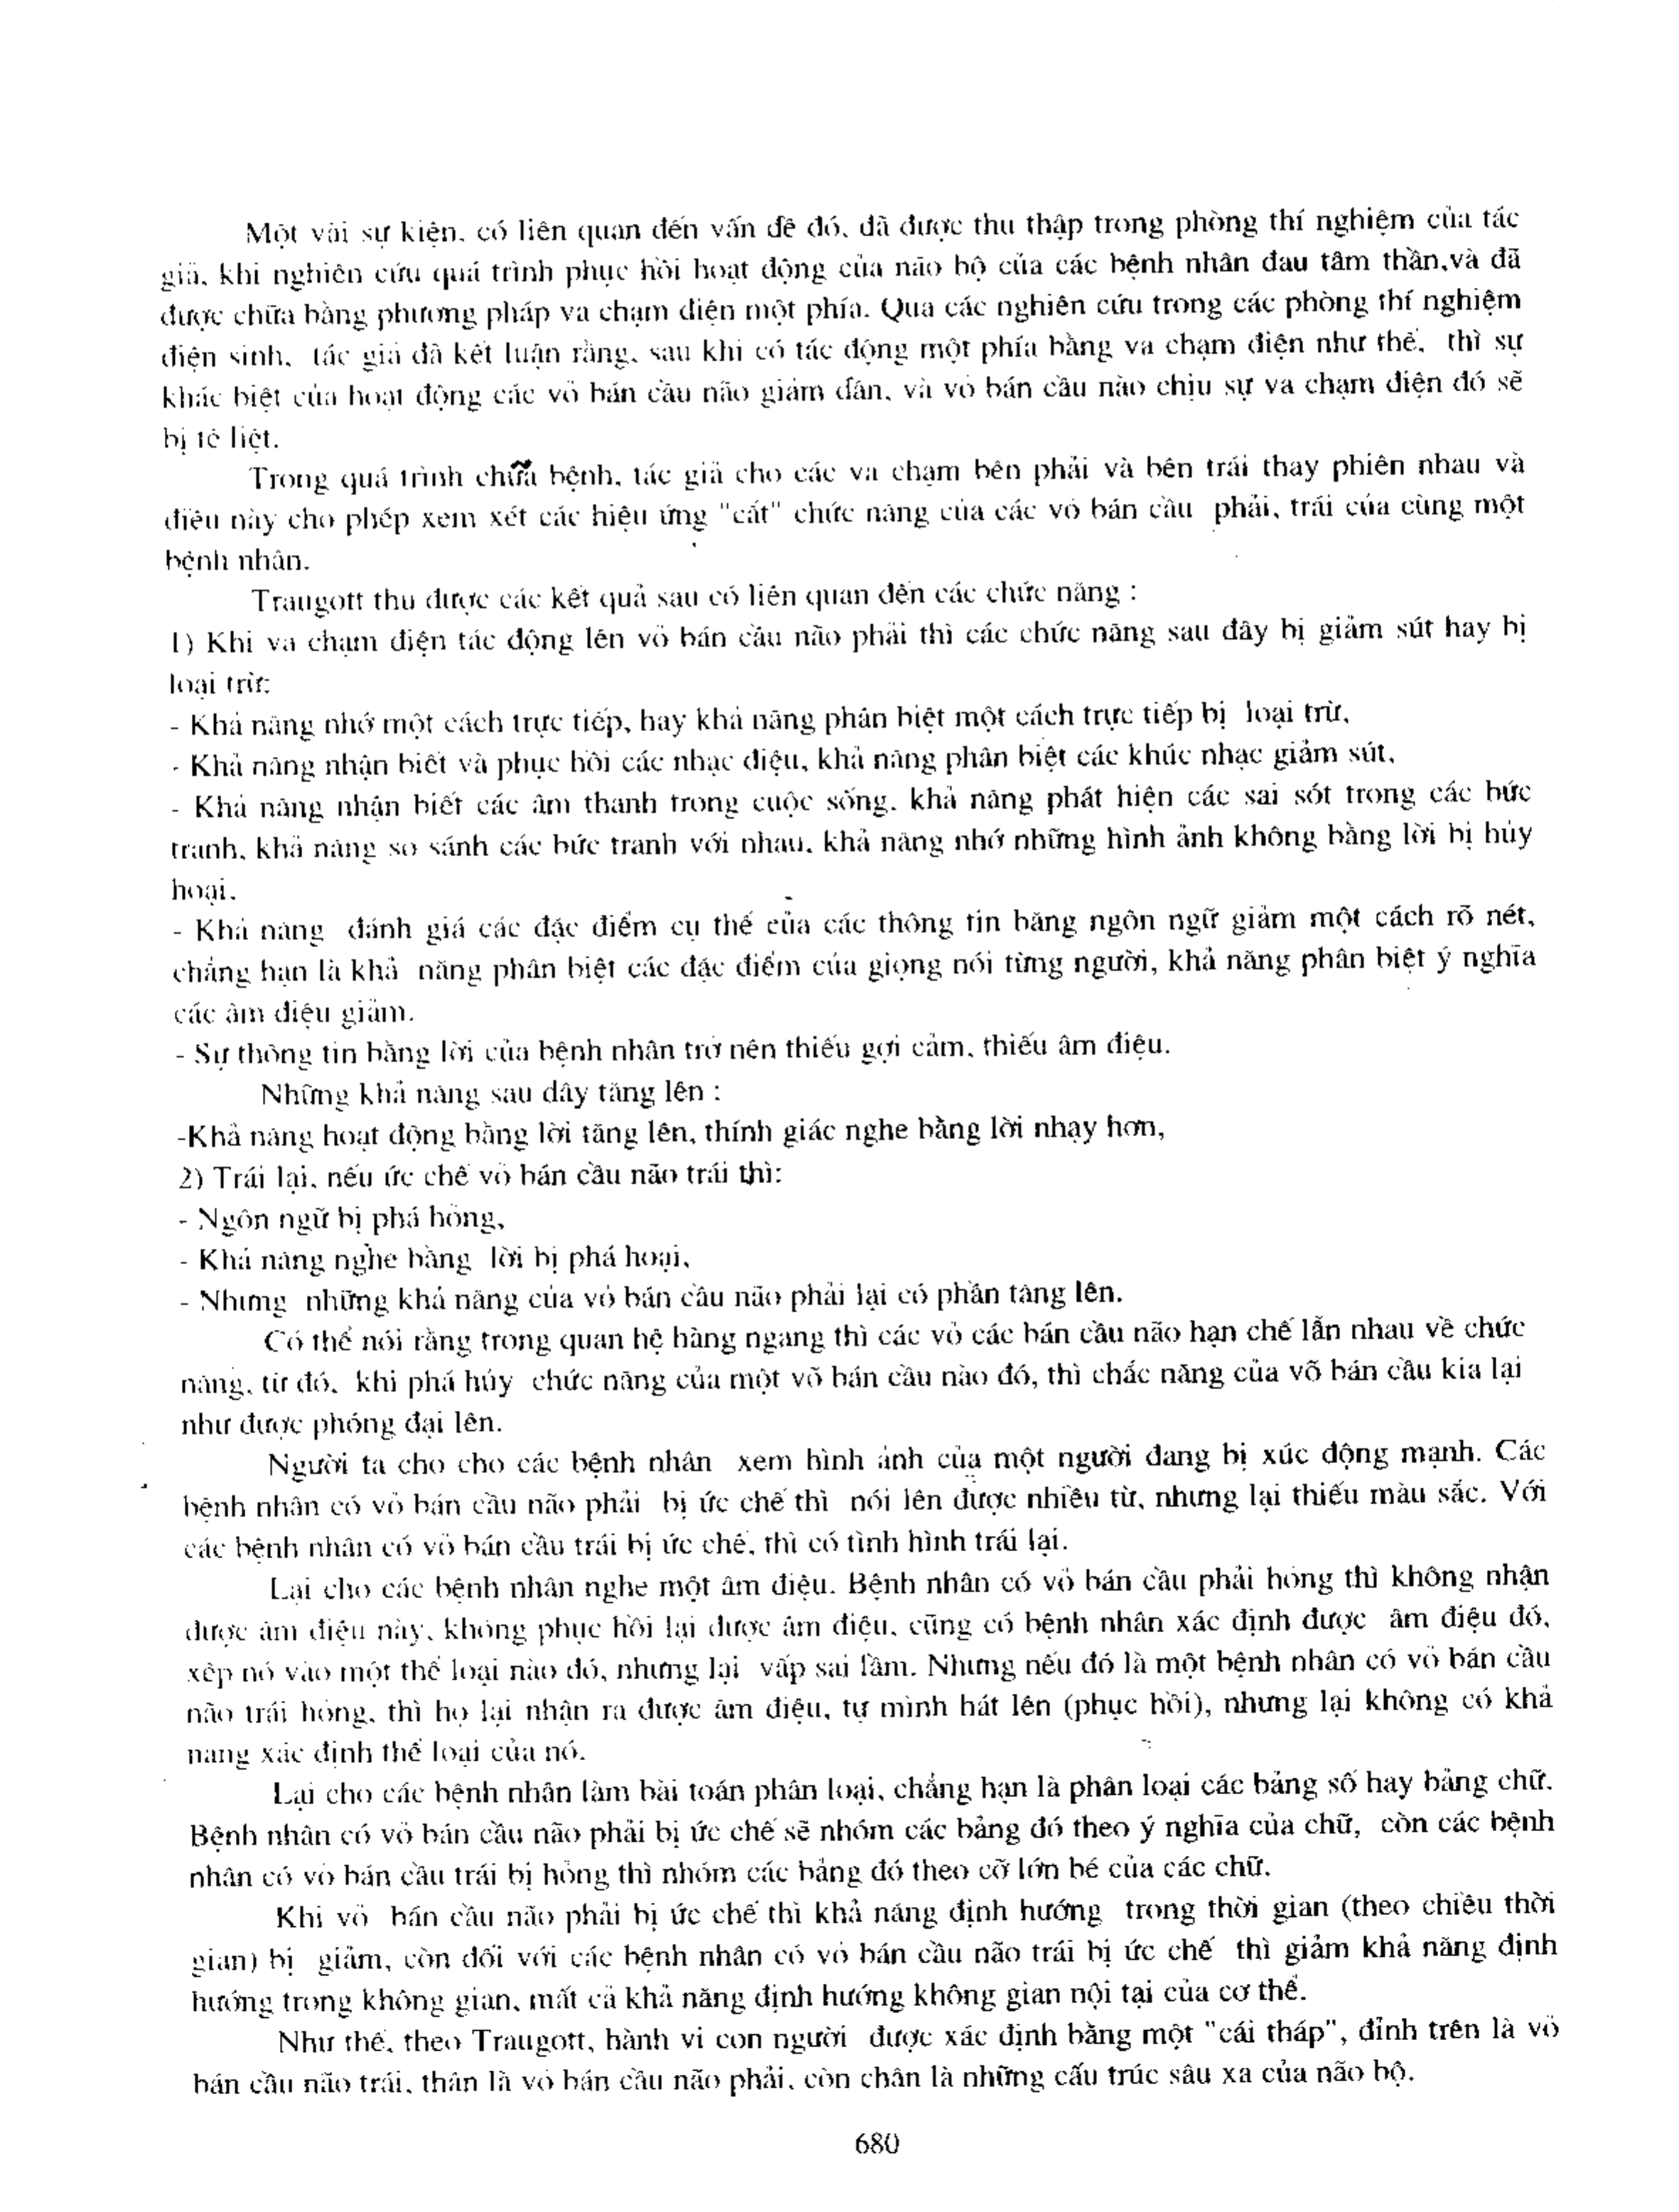 Một vài sự kiện, có liên quan đến vấn đề đó, đã được thu thập trong phòng thí nghiệm của tác
giả, khi nghiên cứu quá trình phục hồi hoạt động của não bộ của các bệnh nhân đau tâm thần,và đã
được chữa bằng phương pháp va chạm điện một phía. Qua các nghiên cứu trong các phòng thí nghiệm
điện sinh, tác giả đã kết luận rằng, sau khi có tác động một phía bằng va chạm điện như thế, thì sự
khác biệt của hoạt động các vỏ bán cầu não giảm dần, và vỏ bán cầu nào chịu sự va chạm điện đó sẽ
bị tê liệt.
Trong quá trình chữa bệnh, tác giả cho các va chạm bên phải và bên trái thay phiên nhau và
điều này cho phép xem xét các hiệu ứng "cắt" chức năng của các vỏ bán cầu phải, trái của cùng một
bệnh nhân.
Traugott thu được các kết quả sau có liên quan đến các chức năng :
1) Khi va chạm điện tác động lên vỏ bán cầu não phải thì các chức năng sau đây bị giảm sút hay bị
loại trừ:
- Khả năng nhớ một cách trực tiếp, hay khả năng phân biệt một cách trực tiếp bị loại trừ,
- Khả năng nhận biết và phục hồi các nhạc điệu, khả năng phân biệt các khúc nhạc giảm sút,
- Khả năng nhận biết các âm thanh trong cuộc sống, khả năng phát hiện các sai sót trong các bức
tranh, khả năng so sánh các bức tranh với nhau, khả năng nhớ những hình ảnh không bằng lời bị hủy
hoại.
- Khả năng đánh giá các đặc điểm cụ thể của các thông tin bằng ngôn ngữ giảm một cách rõ nét,
chẳng hạn là khả năng phân biệt các đặc điểm của giọng nói từng người, khả năng phân biệt ý nghĩa
các âm điệu giảm.
- Sự thông tin bằng lời của bệnh nhân trở nên thiếu gợi cảm, thiếu âm điệu.
Những khả năng sau đây tăng lên :
-Khả năng hoạt động bằng lời tăng lên, thính giác nghe bằng lời nhạy hơn,
2) Trái lại, nếu ức chế vỏ bán cầu não trái thì:
- Ngôn ngữ bị phá hỏng,
- Khả năng nghe bằng lời bị phá hoại,
- Nhưng những khả năng của vỏ bán cầu não phải lại có phần tăng lên.
Có thể nói rằng trong quan hệ hàng ngang thì các vỏ các bán cầu não hạn chế lẫn nhau về chức
năng, từ đó, khi phá hủy chức năng của một võ bán cầu nào đó, thì chắc năng của võ bán cầu kia lại
như được phóng đại lên.
Người ta cho cho các bệnh nhân xem hình ảnh của một người đang bị xúc động mạnh. Các
bệnh nhân có vỏ bán cầu não phải bị ức chế thì nói lên được nhiều từ, nhưng lại thiếu màu sắc. Với
các bệnh nhân có vỏ bán cầu trái bị ức chế, thì có tình hình trái lại.
Lại cho các bệnh nhân nghe một âm điệu. Bệnh nhân có vỏ bán cầu phải hỏng thì không nhận
được âm điệu này, không phục hồi lại được âm điệu, cũng có bệnh nhân xác định được âm điệu đó,
xếp nó vào một thể loại nào đó, nhưng lại vấp sai lầm. Nhưng nếu đó là một bệnh nhân có vỏ bán cầu
não trái hỏng, thì họ lại nhận ra được âm điệu, tự mình hát lên (phục hồi), nhưng lại không có khả
năng xác định thể loại của nó.
Lại cho các bệnh nhân làm bài toán phân loại, chẳng hạn là phân loại các bảng số hay bảng chữ.
Bệnh nhân có vỏ bán cầu não phải bị ức chế sẽ nhóm các bảng đó theo ý nghĩa của chữ, còn các bệnh
nhân có vỏ bán cầu trái bị hỏng thì nhóm các bảng đó theo cỡ lớn bé của các chữ.
Khi vỏ bán cầu não phải bị ức chế thì khả năng định hướng trong thời gian (theo chiều thời
gian) bị giảm, còn đối với các bệnh nhân có vỏ bán cầu não trái bị ức chế thì giảm khả năng định
hướng trong không gian, mất cả khả năng định hướng không gian nội tại của cơ thể.
Như thế, theo Traugott, hành vi con người được xác định bằng một "cái tháp", đỉnh trên là vỏ
bán cầu não trái, thân là vỏ bán cầu não phải, còn chân là những cấu trúc sâu xa của não bộ.
680